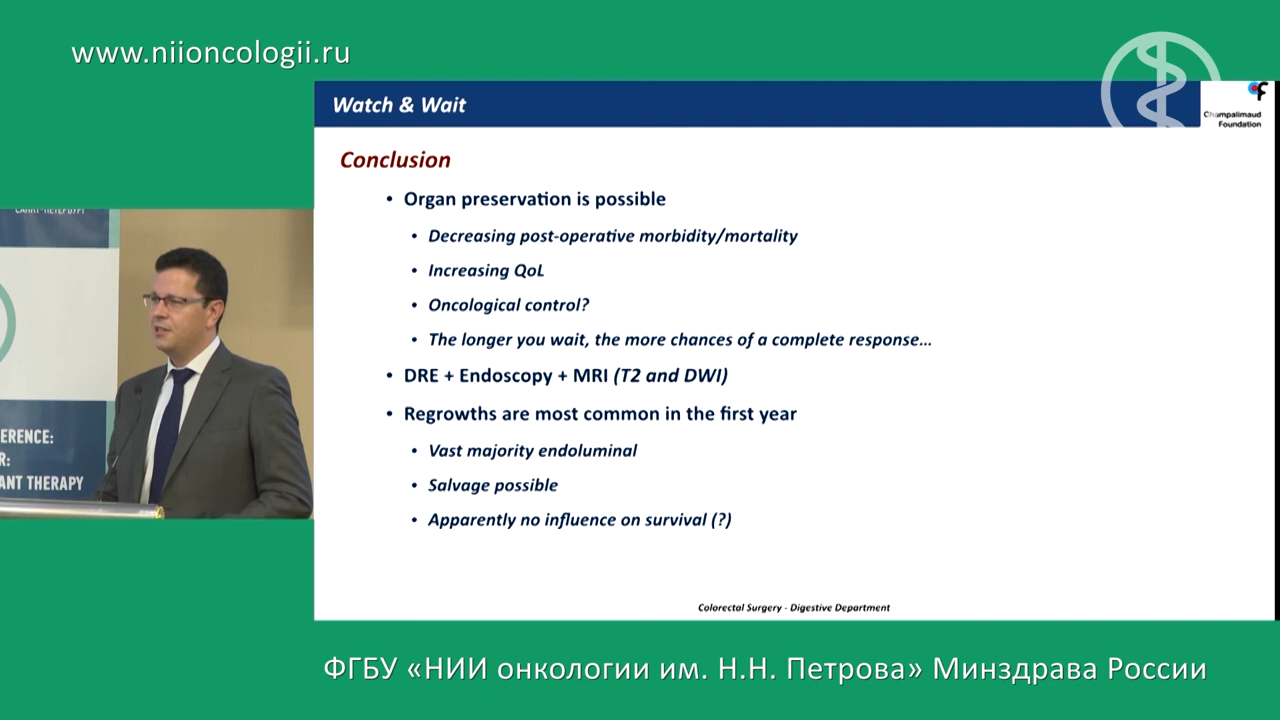 www.niioncologii.ru
Watch & Wait
Champalimaud
Foundation
Conclusion
• Organ preservation is possible
• Decreasing post-operative morbidity/mortality
• Increasing QoL
• Oncological control?
• The longer you wait, the more chances of a complete response...
• DRE + Endoscopy + MRI (T2 and DWI)
• Regrowths are most common in the first year
• Vast majority endoluminal
• Salvage possible
• Apparently no influence on survival (?)
Colorectal Surgery - Digestive Department
САНКТ-ПЕТЕРБУРГ
ERENCE:
R:
ANT THERAPY
ФГБУ «НИИ онкологии им. Н.Н. Петрова» Минздрава России